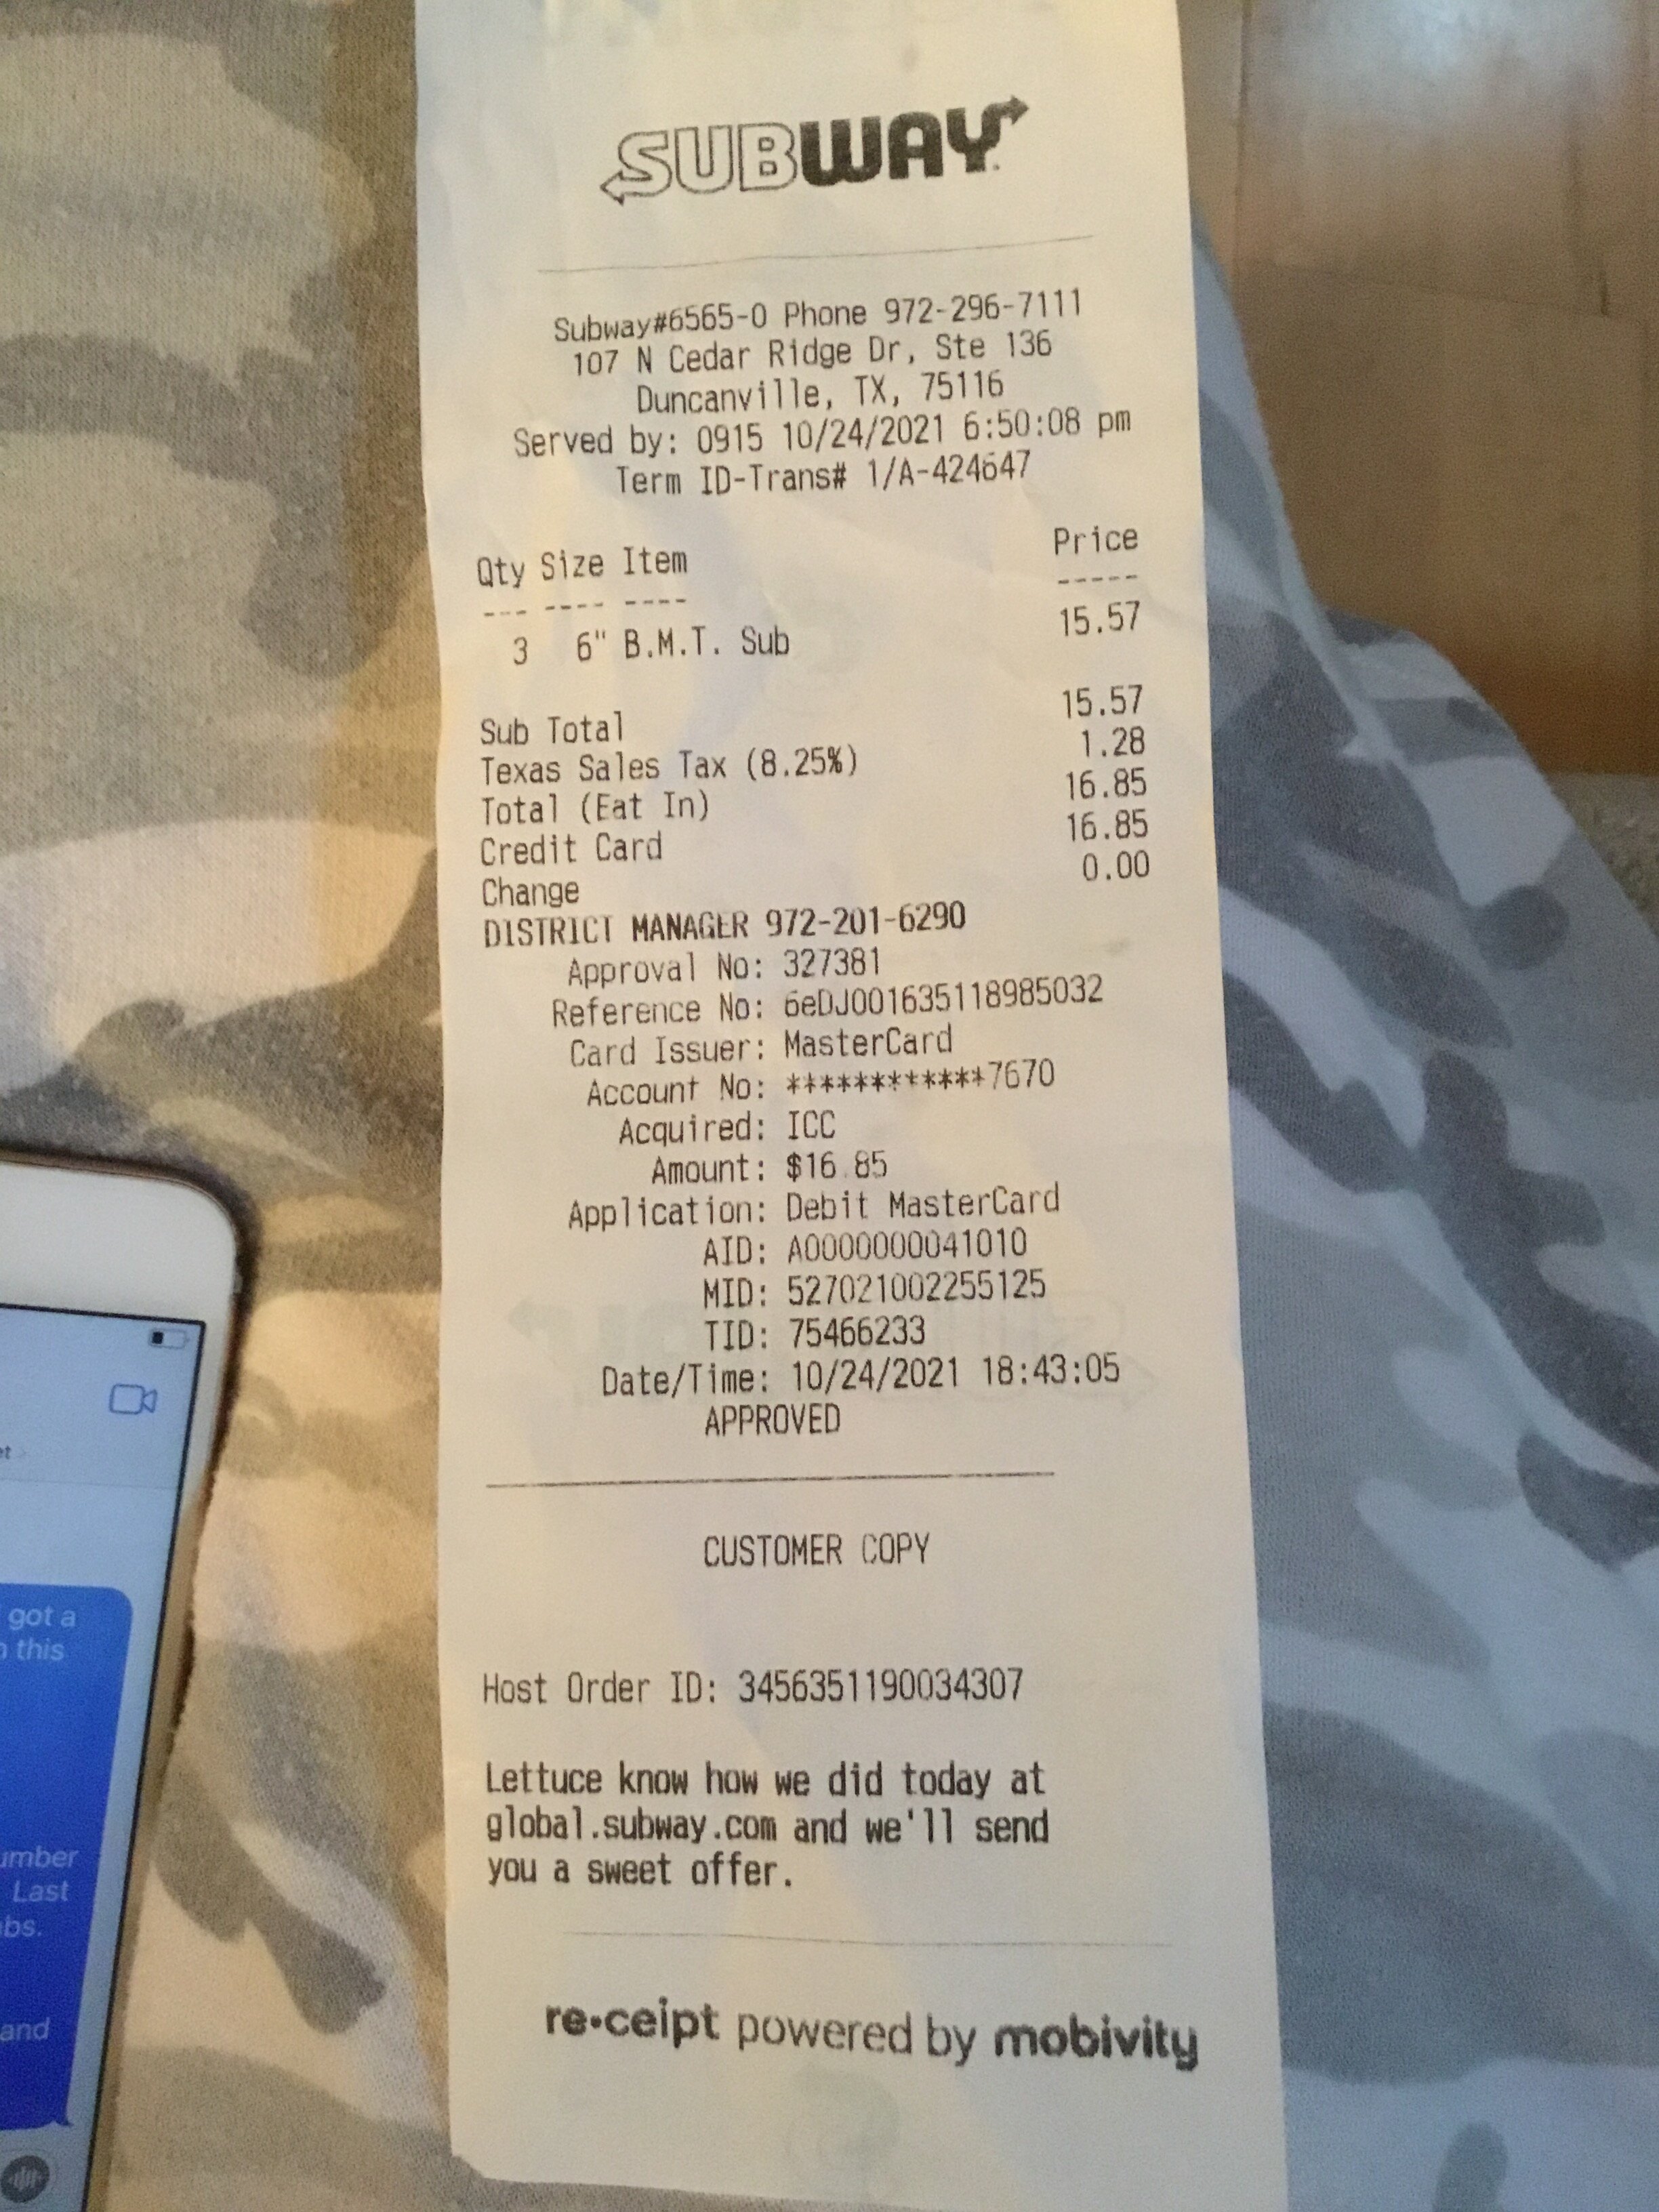 SUBWAY
Subway#6565-0 Phone 972-296-7111
107 N Cedar Ridge Dr, Ste 136
Duncanville, TX, 75116
Served by: 0915 10/24/2021 6:50:08 pm
Term ID-Trans# 1/A-424647
Qty Size Item Price
--- ---- ---- -----
3 6" B.M.T. Sub 15.57
Sub Total 15.57
Texas Sales Tax (8.25%) 1.28
Total (Eat In) 16.85
Credit Card 16.85
Change 0.00
DISTRICT MANAGER 972-201-6290
Approval No: 327381
Reference No: 6eDJ001635118985032
Card Issuer: MasterCard
Account No: ************7670
Acquired: ICC
Amount: $16.85
Application: Debit MasterCard
AID: A0000000041010
MID: 527021002255125
TID: 75466233
Date/Time: 10/24/2021 18:43:05
APPROVED
CUSTOMER COPY
Host Order ID: 3456351190034307
Lettuce know how we did today at
global.subway.com and we'll send
you a sweet offer.
re•ceipt powered by mobivity
got a
this
Last
and